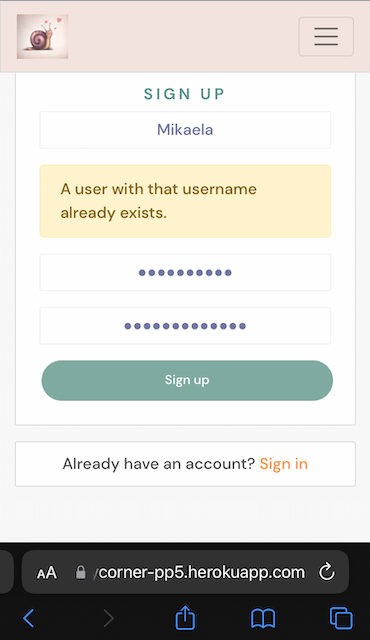 SIGN UP
Mikaela
A user with that username
already exists.
••••••••••
•••••••••••••
Sign up
Already have an account? Sign in
AA /corner-pp5.herokuapp.com